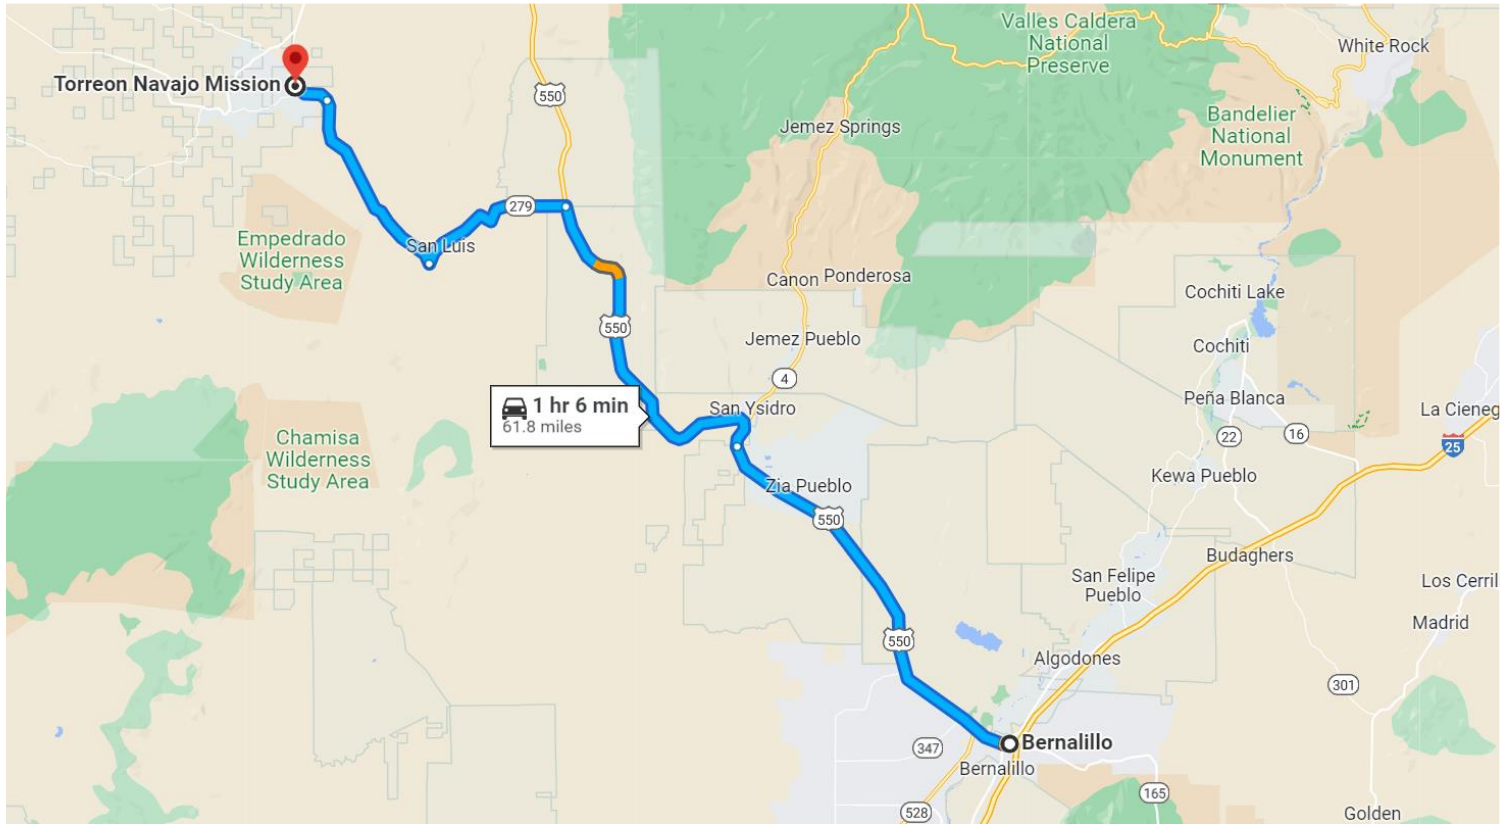 Valles Caldera
National
Preserve
White Rock
Torreon Navajo Mission
550
Bandelier
National
Monument
Jemez Springs
279
San Luis
Empedrado
Wilderness
Study Area
Canon
Ponderosa
Cochiti Lake
550
Jemez Pueblo
Cochiti
4
1 hr 6 min
61.8 miles
San Ysidro
Peña Blanca
La Cieneg
22
16
25
Chamisa
Wilderness
Study Area
Zia Pueblo
Kewa Pueblo
550
Budaghers
San Felipe
Pueblo
Los Cerril
Madrid
550
Algodones
301
Bernalillo
347
Bernalillo
165
528
Golden